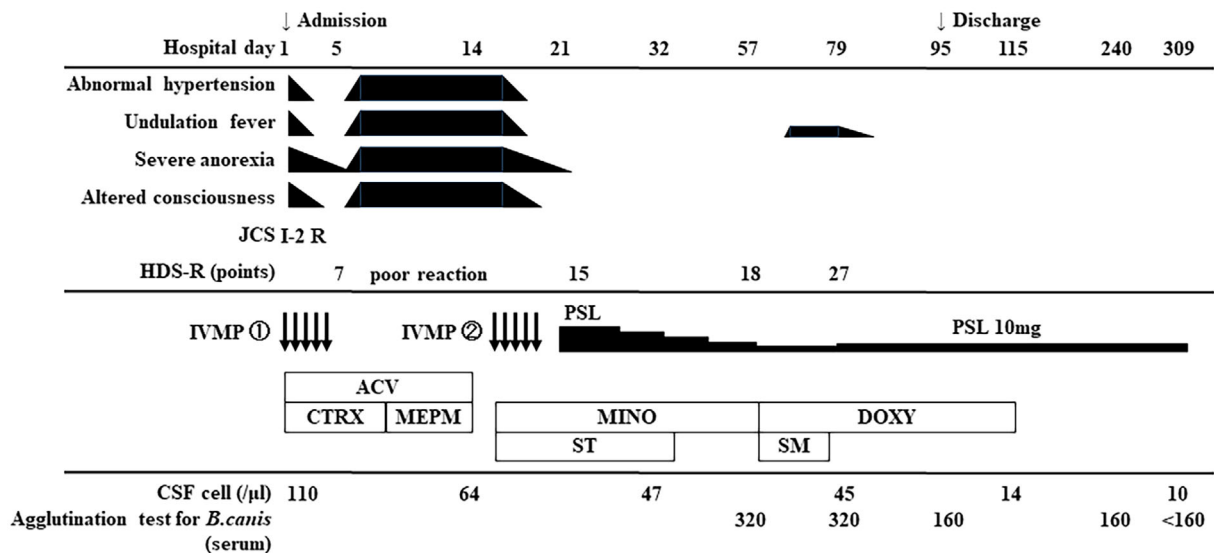 ↓ Admission ↓ Discharge
Hospital day 1 5 14 21 32 57 79 95 115 240 309
Abnormal hypertension
Undulation fever
Severe anorexia
Altered consciousness
JCS I-2 R
HDS-R (points) 7 poor reaction 15 18 27
PSL
IVMP ① IVMP ② PSL 10mg
ACV
CTRX MEPM MINO DOXY
ST SM
CSF cell (/μl) 110 64 47 45 14 10
Agglutination test for B.canis 320 320 160 160 <160
(serum)